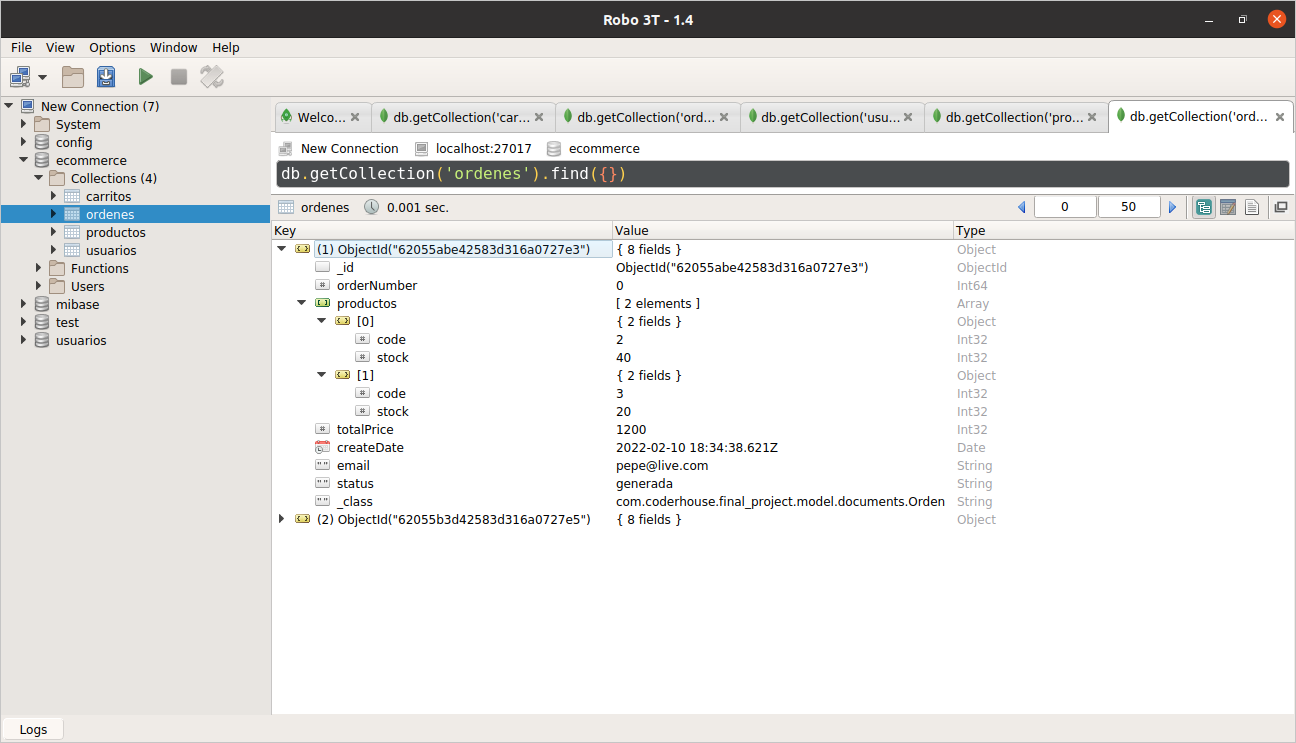 Robo 3T - 1.4
File View Options Window Help
New Connection (7)
System
config
ecommerce
Collections (4)
carritos
ordenes
productos
usuarios
Functions
Users
mibase
test
usuarios
Welco... db.getCollection('car... db.getCollection('ord... db.getCollection('usu... db.getCollection('pro... db.getCollection('ord...
New Connection localhost:27017 ecommerce
db.getCollection('ordenes').find({})
ordenes 0.001 sec. 0 50
Key Value Type
(1) ObjectId("62055abe42583d316a0727e3") { 8 fields } Object
_id ObjectId("62055abe42583d316a0727e3") ObjectId
orderNumber 0 Int64
productos [ 2 elements ] Array
[0] { 2 fields } Object
code 2 Int32
stock 40 Int32
[1] { 2 fields } Object
code 3 Int32
stock 20 Int32
totalPrice 1200 Int32
createDate 2022-02-10 18:34:38.621Z Date
email pepe@live.com String
status generada String
_class com.coderhouse.final_project.model.documents.Orden String
(2) ObjectId("62055b3d42583d316a0727e5") { 8 fields } Object
Logs